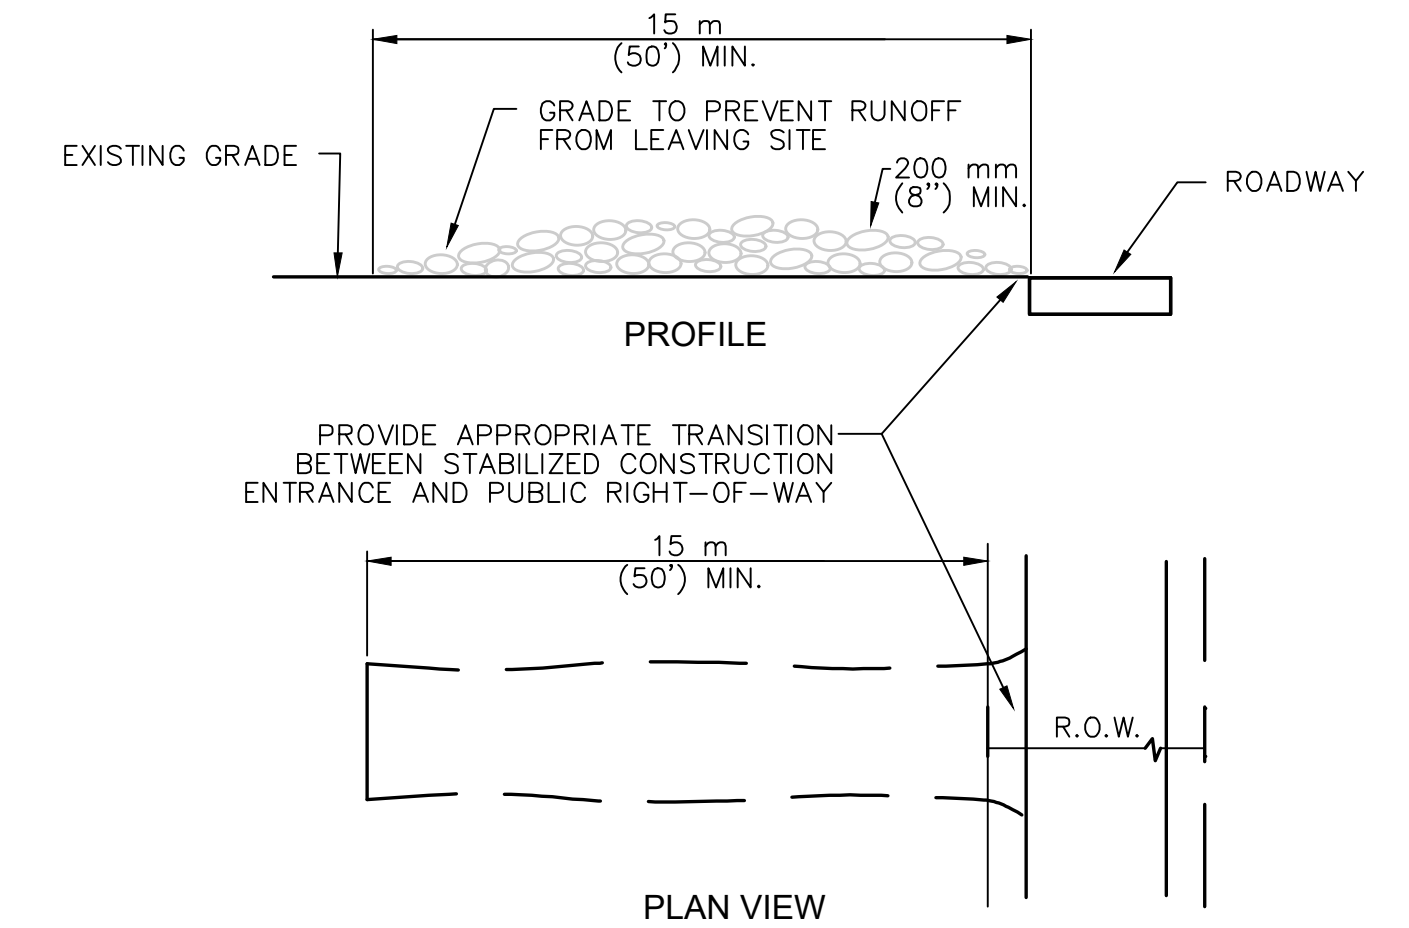 15 m
(50') MIN.
GRADE TO PREVENT RUNOFF
FROM LEAVING SITE
EXISTING GRADE
200 mm
(8") MIN.
ROADWAY
PROFILE
PROVIDE APPROPRIATE TRANSITION
BETWEEN STABILIZED CONSTRUCTION
ENTRANCE AND PUBLIC RIGHT-OF-WAY
15 m
(50') MIN.
R.O.W.
PLAN VIEW